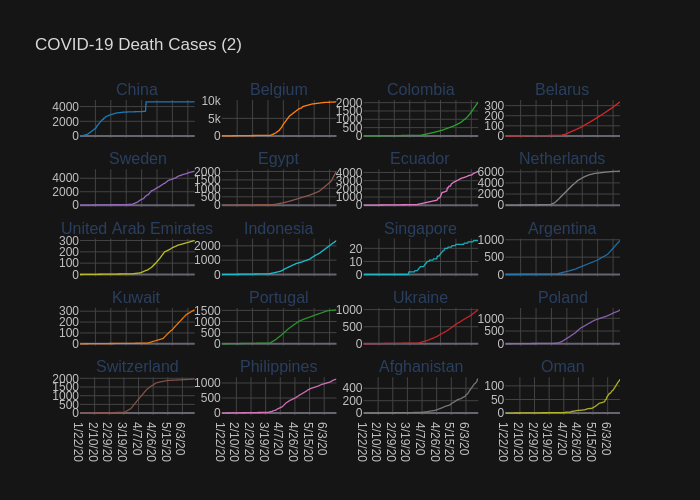 COVID-19 Death Cases (2)
China Belgium Colombia Belarus
4000 10k 2000 300
2000 5k 1500 200
0 0 1000 100
500 0
0
Sweden Egypt Ecuador Netherlands
4000 2000 4000 6000
2000 1500 3000 4000
0 1000 2000 2000
500 1000 0
0 0
United Arab Emirates Indonesia Singapore Argentina
300 2000 20 1000
200 1000 10 500
100 0 0 0
0
Kuwait Portugal Ukraine Poland
300 1500 1000 1000
200 1000 500 500
100 500 0 0
0 0
Switzerland Philippines Afghanistan Oman
2000 1000 400 100
1500 500 200 50
1000 0 0 0
500
0
1/22/20 2/10/20 2/29/20 3/19/20 4/7/20 4/26/20 5/15/20 6/3/20 1/22/20 2/10/20 2/29/20 3/19/20 4/7/20 4/26/20 5/15/20 6/3/20 1/22/20 2/10/20 2/29/20 3/19/20 4/7/20 4/26/20 5/15/20 6/3/20 1/22/20 2/10/20 2/29/20 3/19/20 4/7/20 4/26/20 5/15/20 6/3/20